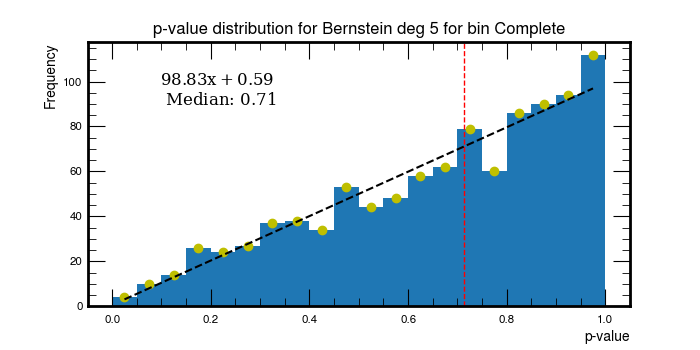 p-value distribution for Bernstein deg 5 for bin Complete
Frequency
98.83x + 0.59
Median: 0.71
100
80
60
40
20
0
0.0 0.2 0.4 0.6 0.8 1.0
p-value